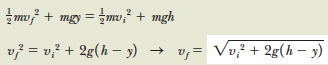 ½mv_f² + mgy = ½mv_i² + mgh
v_f² = v_i² + 2g(h − y) → v_f = √(v_i² + 2g(h − y))